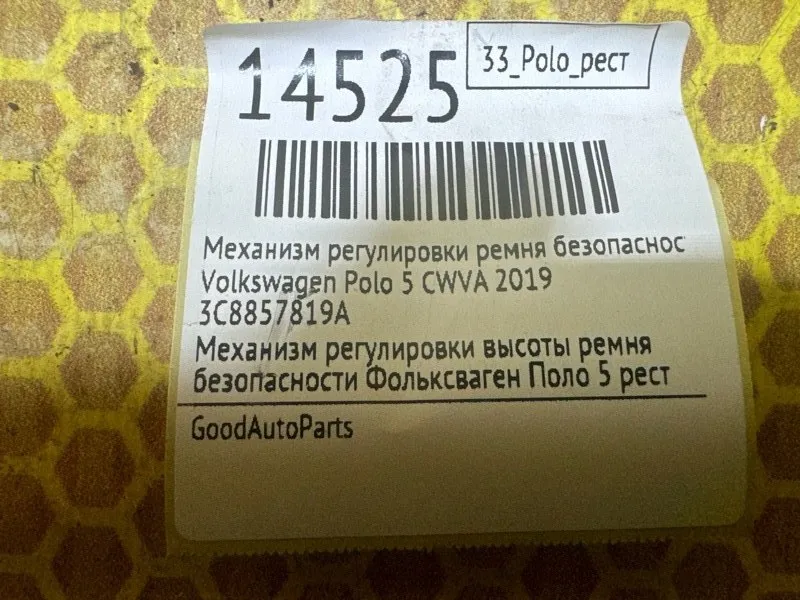 14525
33_Polo_рест
Механизм регулировки ремня безопаснос
Volkswagen Polo 5 CWVA 2019
3C8857819A
Механизм регулировки высоты ремня
безопасности Фольксваген Поло 5 рест
GoodAutoParts